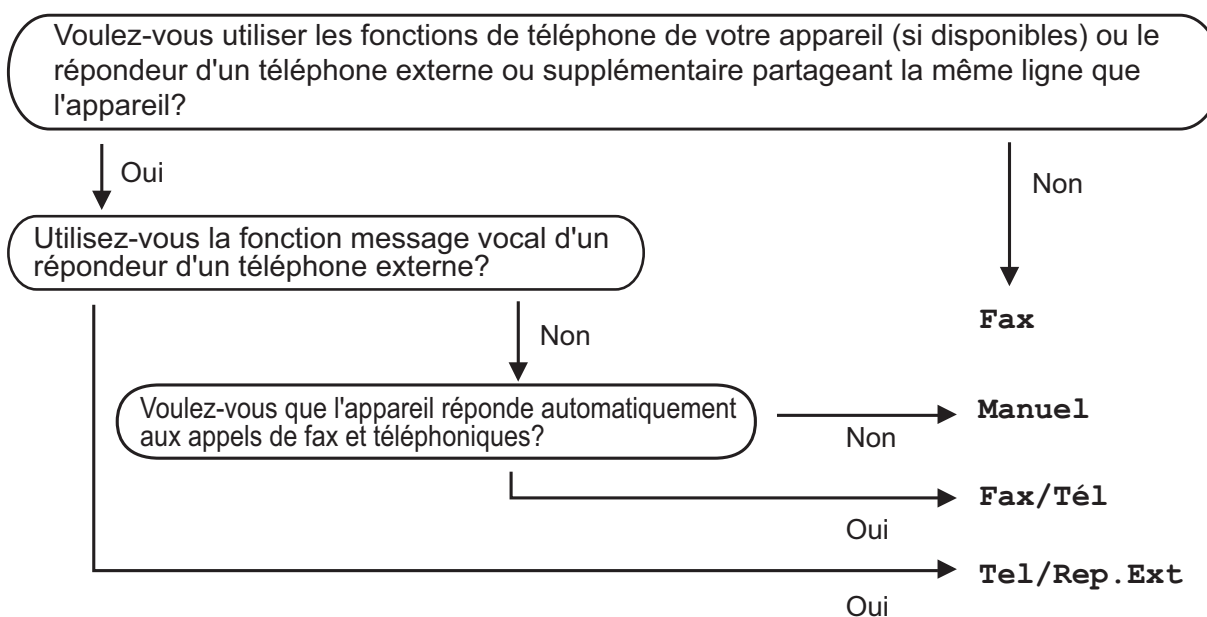 Voulez-vous utiliser les fonctions de téléphone de votre appareil (si disponibles) ou le
répondeur d'un téléphone externe ou supplémentaire partageant la même ligne que
l'appareil?
Oui
Non
Utilisez-vous la fonction message vocal d'un
répondeur d'un téléphone externe?
Non
Fax
Voulez-vous que l'appareil réponde automatiquement
aux appels de fax et téléphoniques?
Non
Manuel
Oui
Fax/Tél
Oui
Tel/Rep.Ext